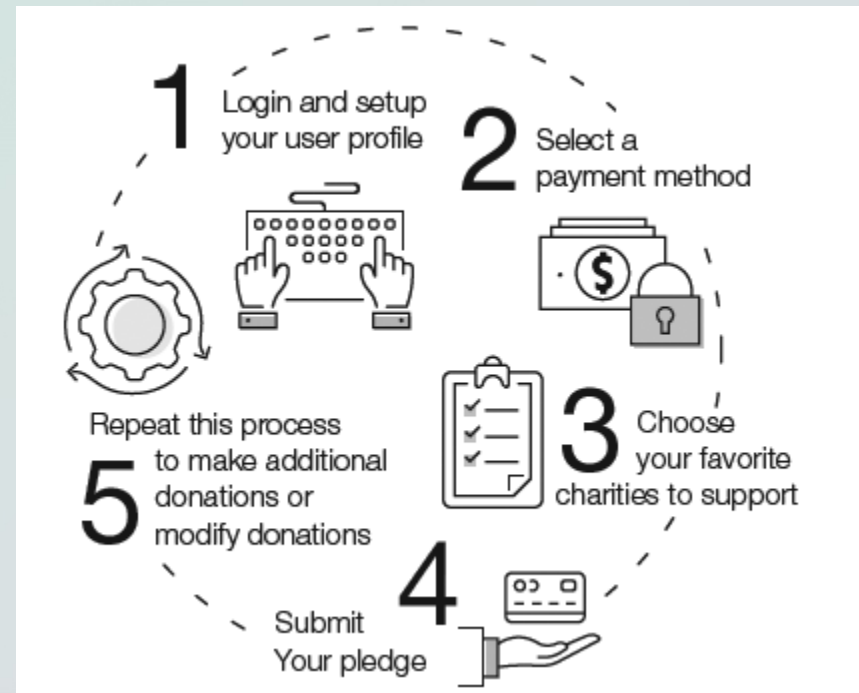 1
Login and setup
your user profile
2
Select a
payment method
$
3
Choose
your favorite
charities to support
4
Submit
Your pledge
5
Repeat this process
to make additional
donations or
modify donations